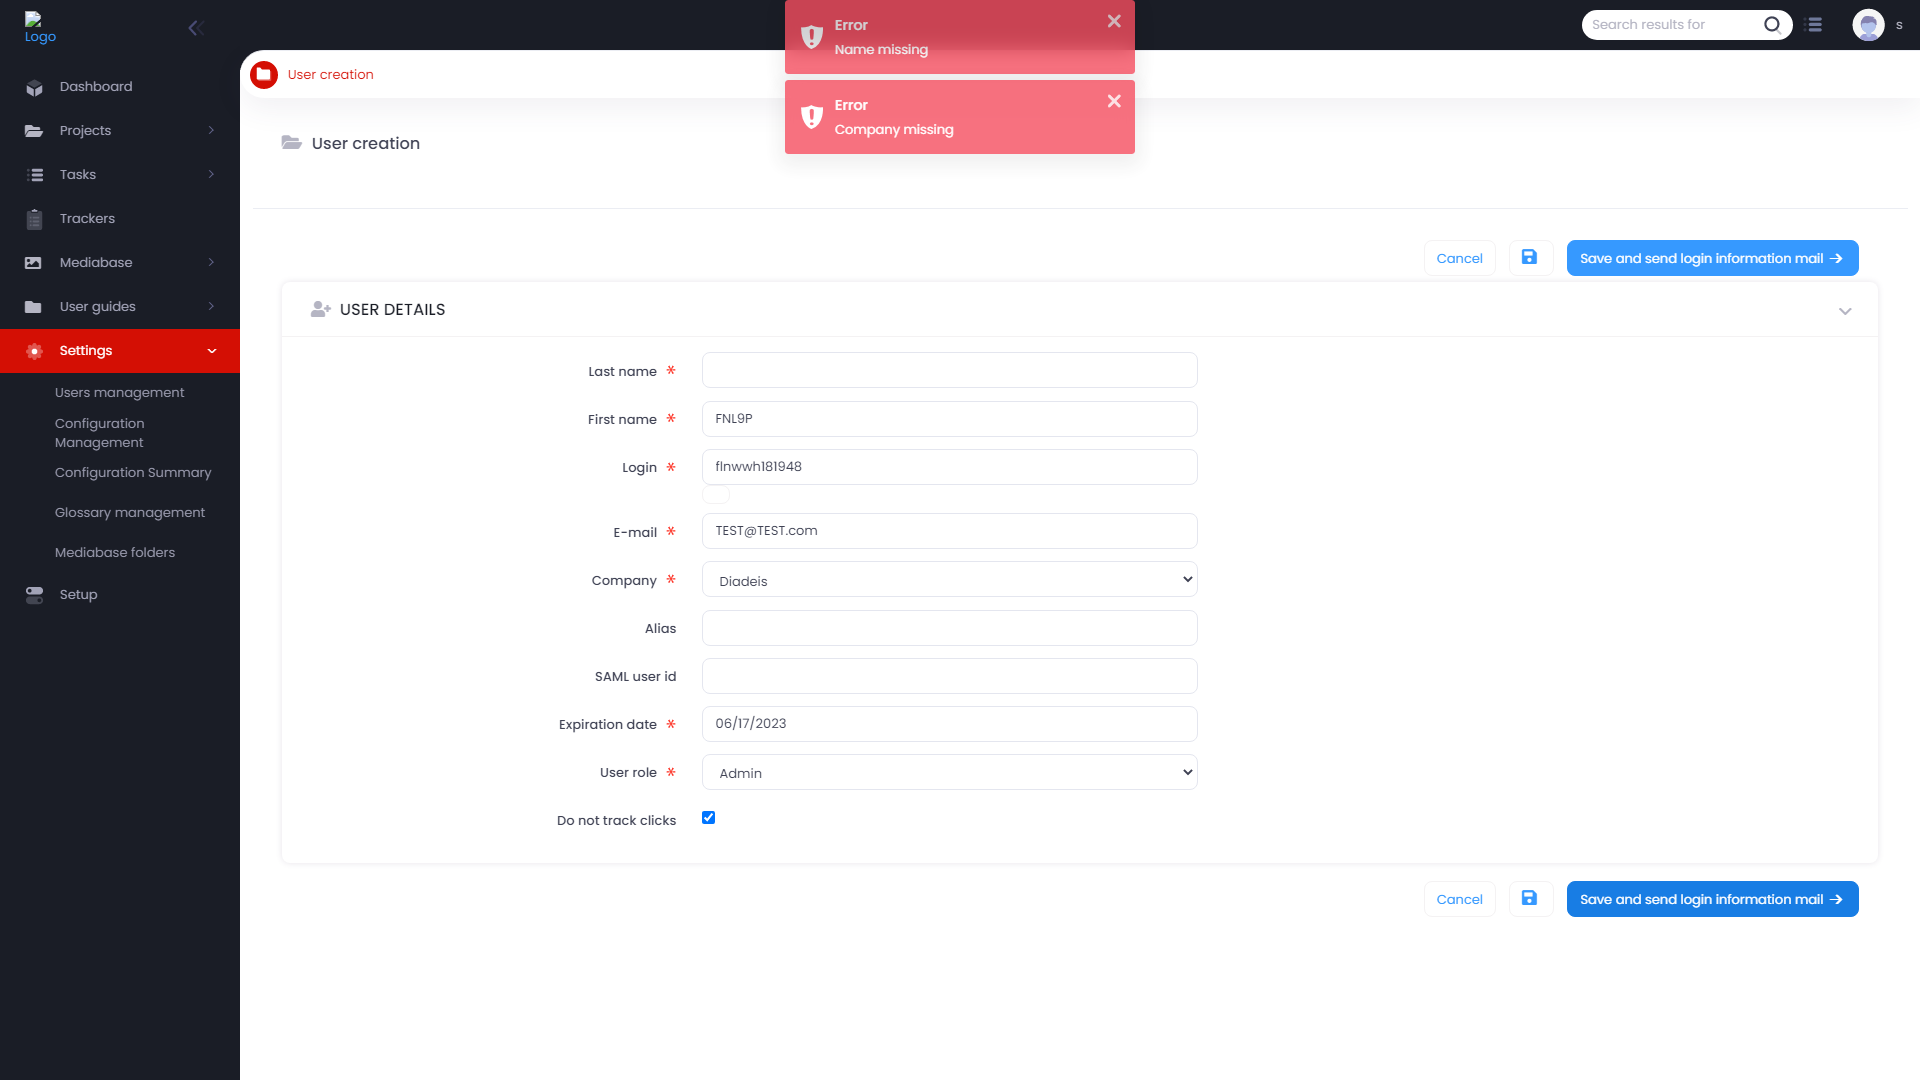 Logo
Search results for
s
Error
Name missing
Error
Company missing
User creation
Dashboard
Projects
Tasks
Trackers
Mediabase
User guides
Settings
Users management
Configuration
Management
Configuration Summary
Glossary management
Mediabase folders
Setup
User creation
Cancel
Save and send login information mail
USER DETAILS
Last name *
First name * FNL9P
Login * flnwwh181948
E-mail * TEST@TEST.com
Company * Diadeis
Alias
SAML user id
Expiration date * 06/17/2023
User role * Admin
Do not track clicks
Cancel
Save and send login information mail